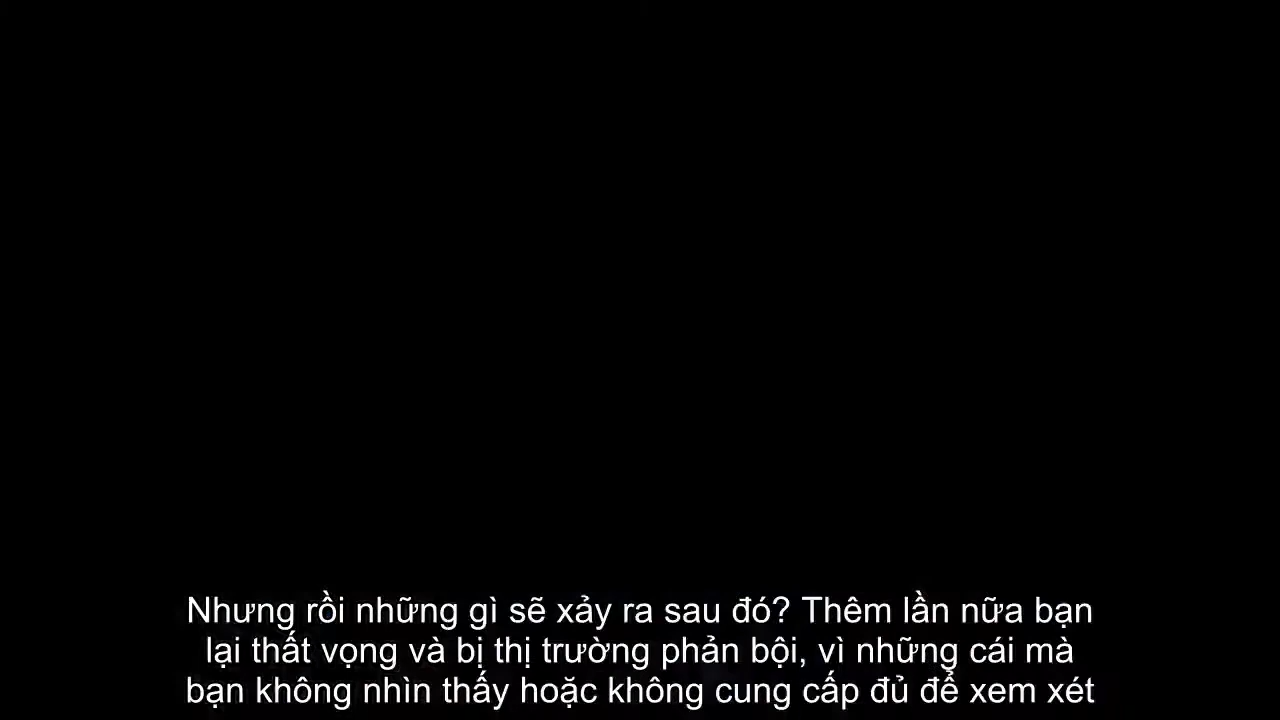 Nhưng rồi những gì sẽ xảy ra sau đó? Thêm lần nữa bạn
lại thất vọng và bị thị trường phản bội, vì những cái mà
bạn không nhìn thấy hoặc không cung cấp đủ để xem xét